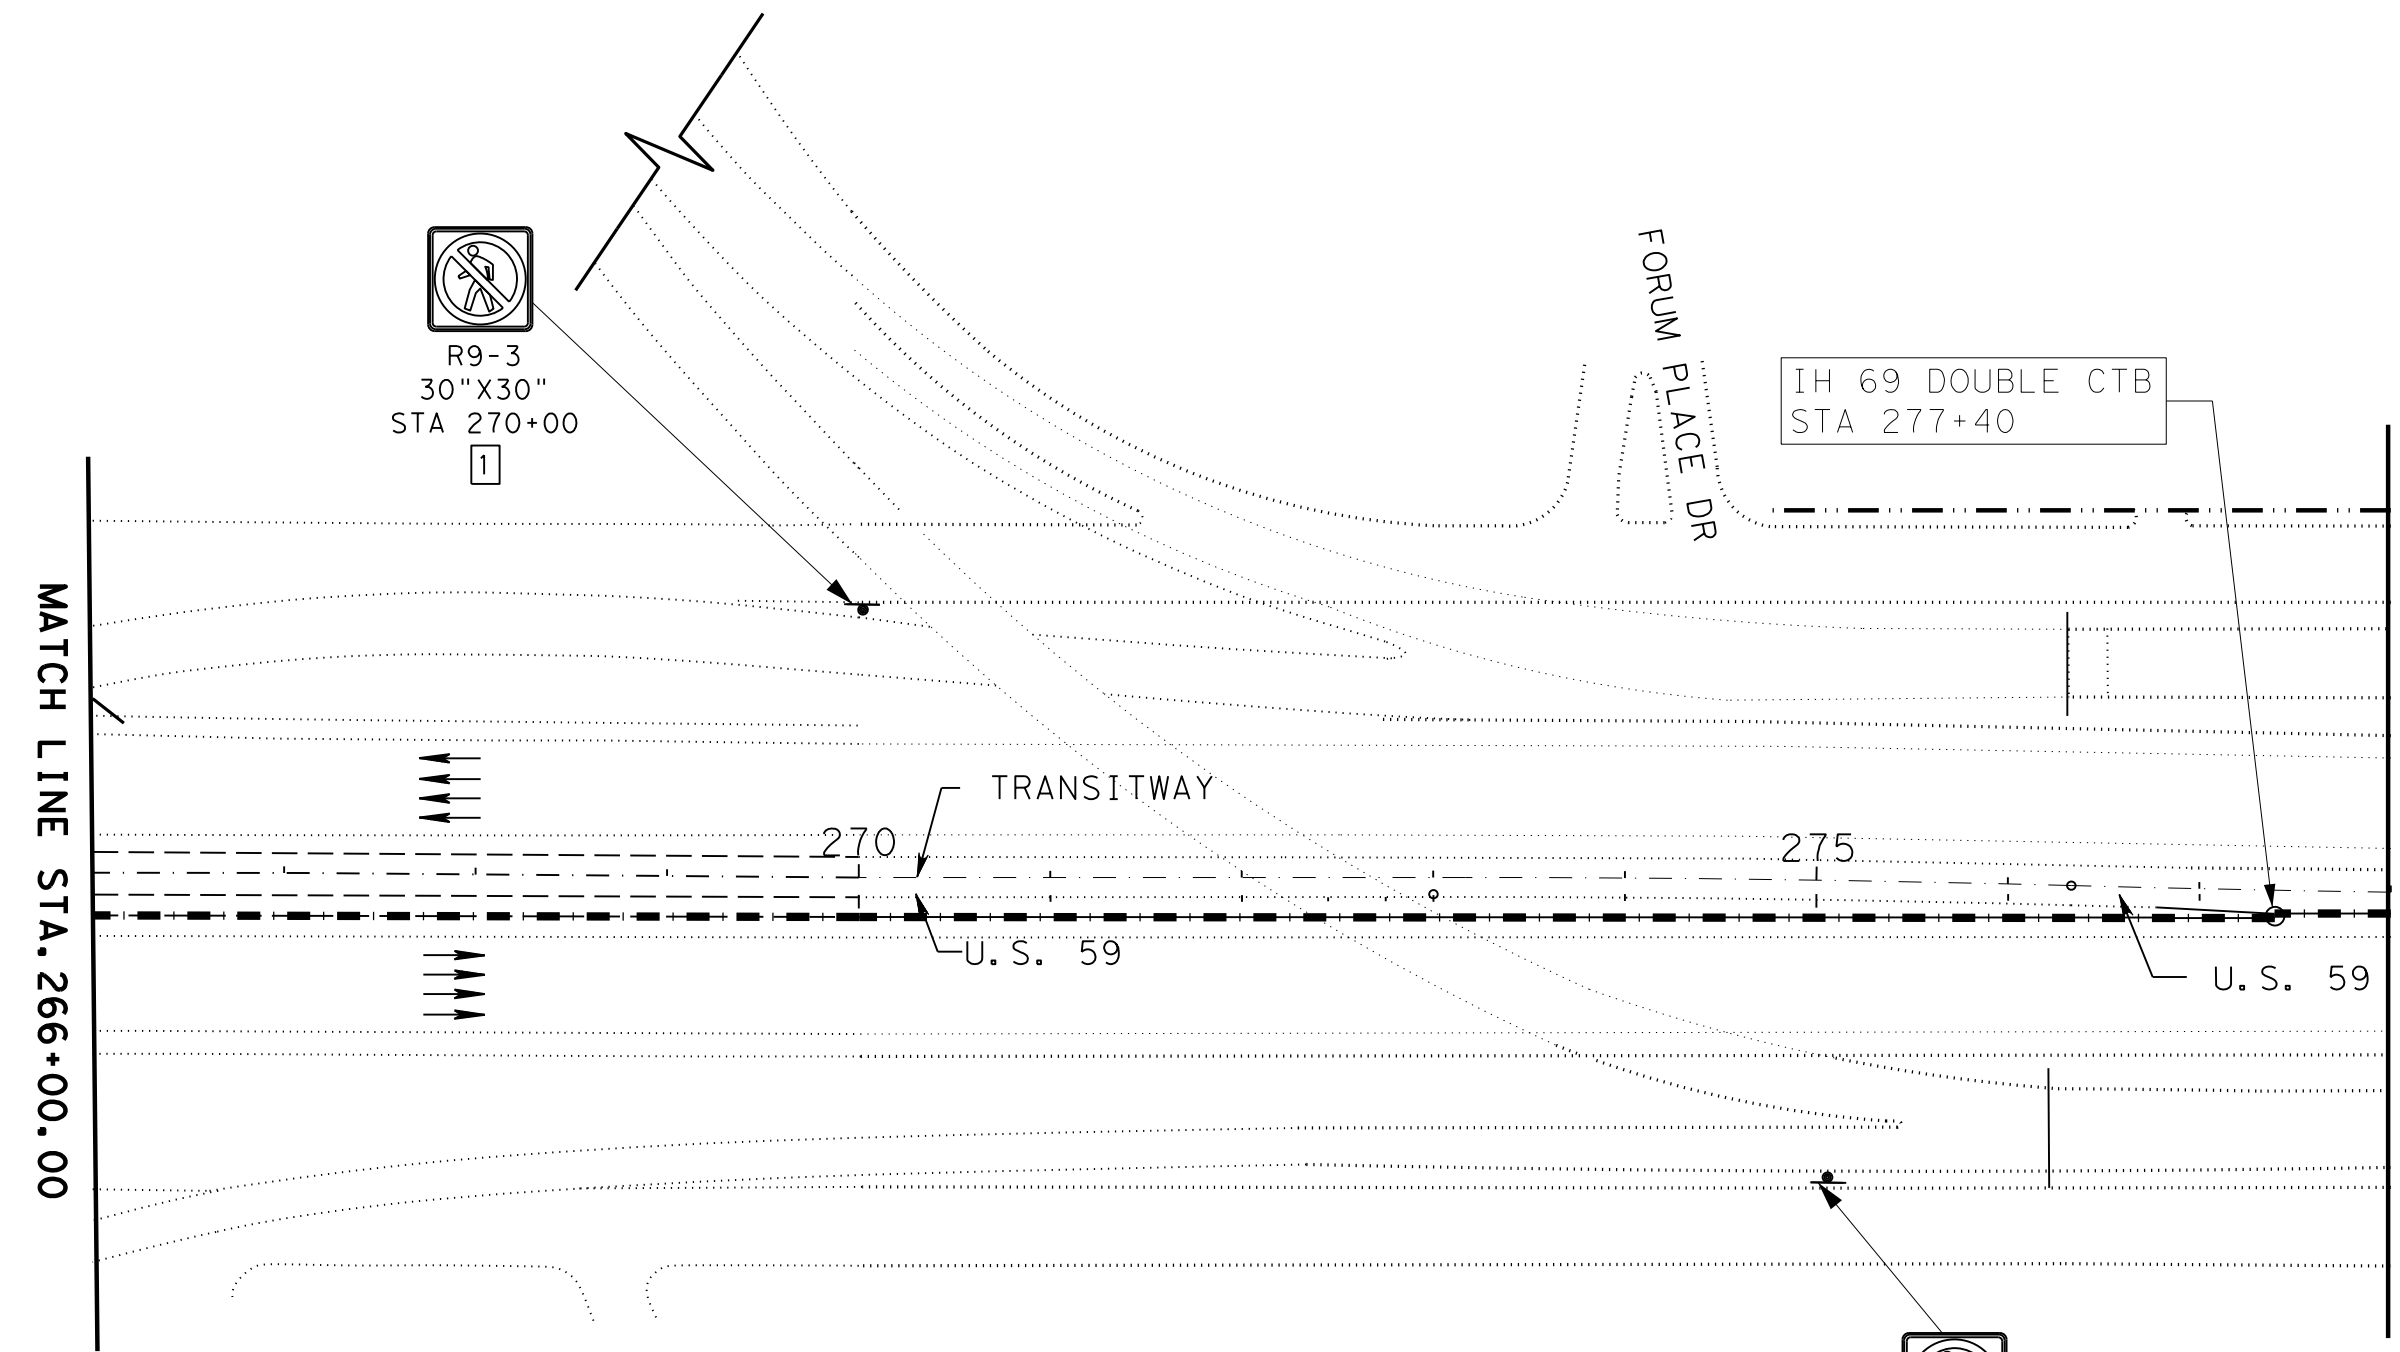 R9-3
30"X30"
STA 270+00
1
FORUM PLACE DR
IH 69 DOUBLE CTB
STA 277+40
MATCH LINE STA.266+00.00
TRANSITWAY
270
275
U.S. 59
U.S. 59